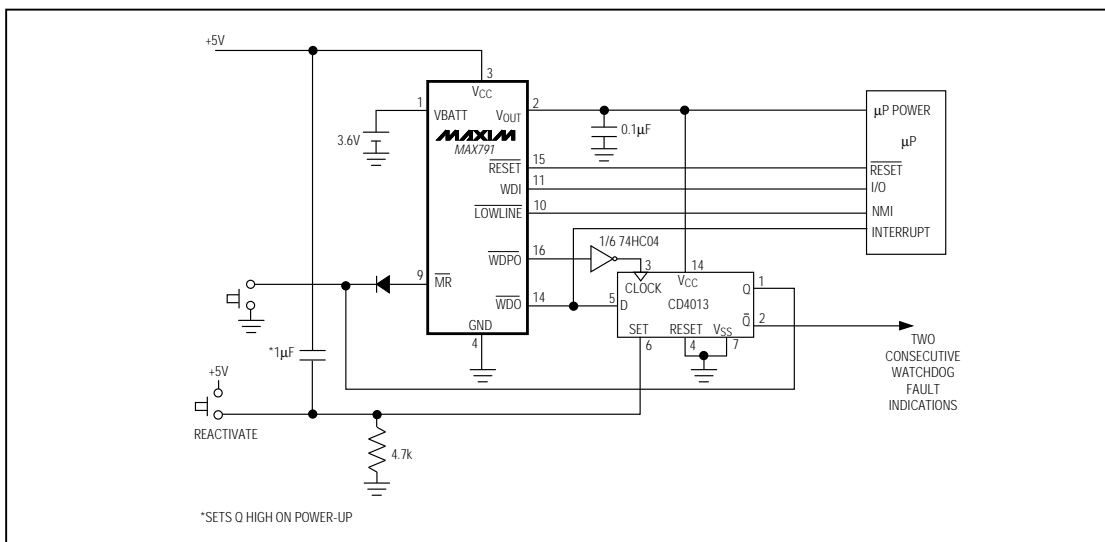 +5V
3
VCC
1
VBATT
VOUT
2
MAXIM
MAX791
3.6V
0.1µF
µP POWER
µP
RESET
15
RESET
WDI
11
I/O
LOWLINE
10
NMI
INTERRUPT
WDPO
16
1/6 74HC04
9
MR
WDO
14
3
14
CLOCK
VCC
5
D
CD4013
Q
1
Q̄
2
SET
RESET
VSS
6
4
7
GND
4
*1µF
+5V
REACTIVATE
4.7k
TWO
CONSECUTIVE
WATCHDOG
FAULT
INDICATIONS
*SETS Q HIGH ON POWER-UP